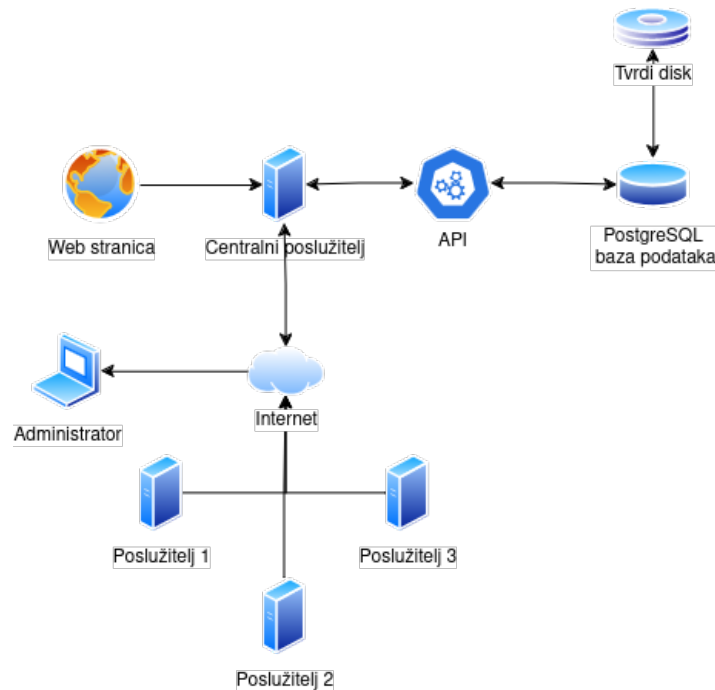 Tvrdi disk
Web stranica
Centralni poslužitelj
API
PostgreSQL
baza podataka
Administrator
Internet
Poslužitelj 1
Poslužitelj 3
Poslužitelj 2